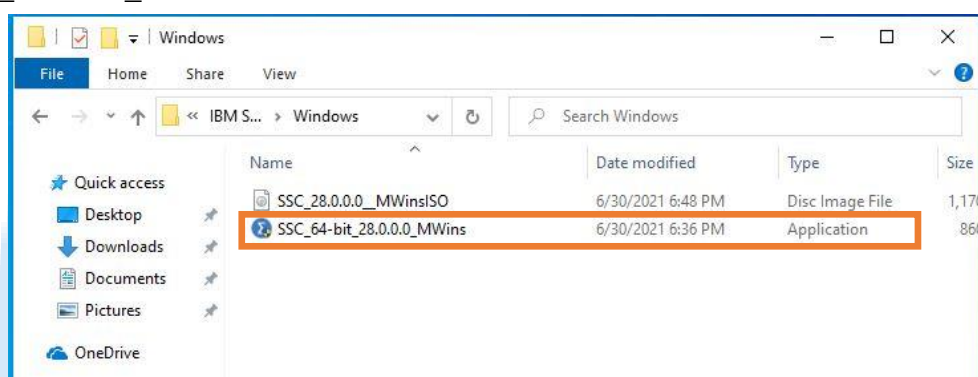 Windows
File Home Share View
« IBM S... › Windows
Search Windows
Name Date modified Type Size
Quick access
SSC_28.0.0.0__MWinsISO 6/30/2021 6:48 PM Disc Image File 1,170
Desktop
SSC_64-bit_28.0.0.0_MWins 6/30/2021 6:36 PM Application
Downloads
Documents
Pictures
OneDrive